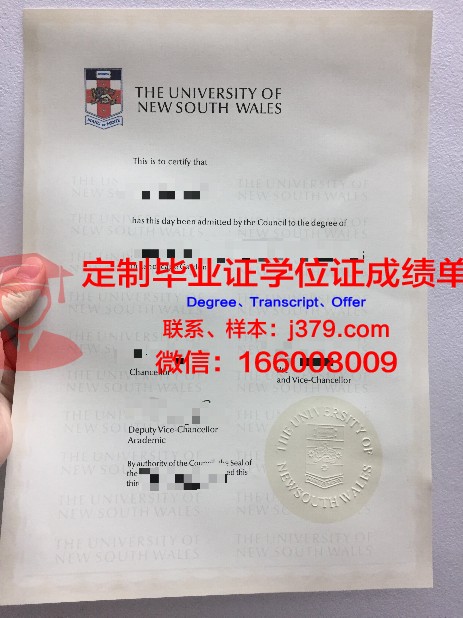 THE UNIVERSITY OF
NEW SOUTH WALES
This is to certify that
has this day been admitted by the Council to the degree of
定制毕业证学位证成绩单
Degree、Transcript、Offer
联系、样本：j379.com
微信：166008009
Chancellor
and Vice-Chancellor
Deputy Vice-Chancellor
Academic
By authority of the Council, the Seal of
the
ed this
THE UNIVERSITY OF
NEW SOUTH WALES